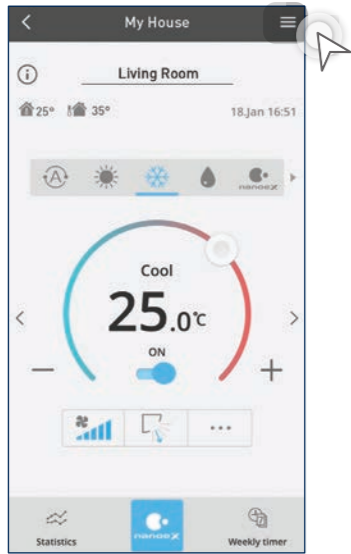 My House
Living Room
25° 35° 18.Jan 16:51
A nanoeX
Cool
25.0℃
ON
Statistics nanoeX Weekly timer